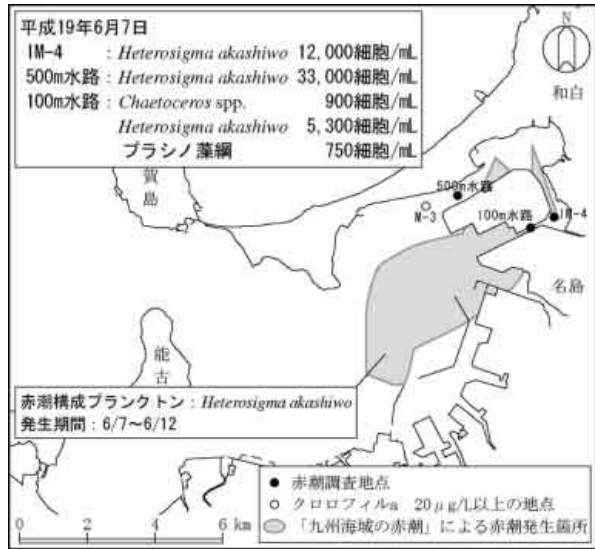 平成19年6月7日
IM-4 : Heterosigma akashiwo 12,000細胞/mL
500m水路 : Heterosigma akashiwo 33,000細胞/mL
100m水路 : Chaetoceros spp. 900細胞/mL
Heterosigma akashiwo 5,300細胞/mL
プラシノ藻綱 750細胞/mL
N
和白
賀島
500m水路
M-3
IM-4
100m水路
名島
能古
赤潮構成プランクトン : Heterosigma akashiwo
発生期間 : 6/7～6/12
● 赤潮調査地点
○ クロロフィルa 20μg/L以上の地点
「九州海域の赤潮」による赤潮発生箇所
0 2 4 6 km